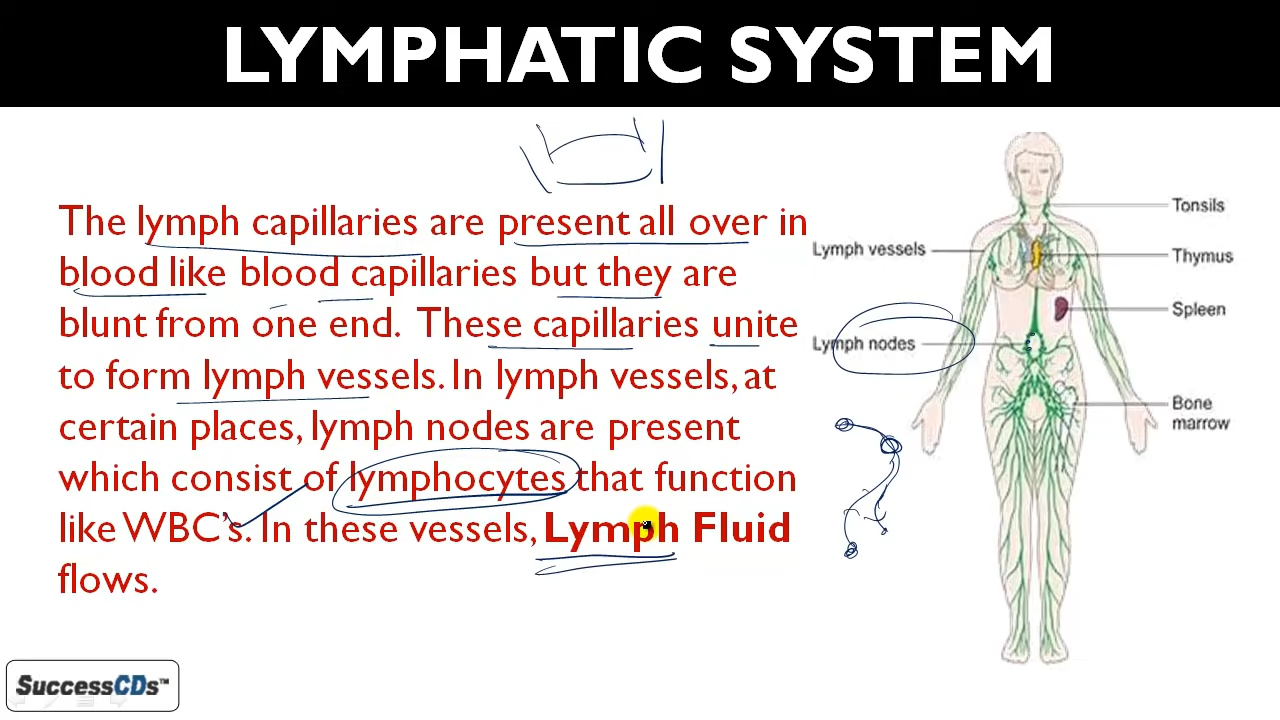 LYMPHATIC SYSTEM
The lymph capillaries are present all over in
blood like blood capillaries but they are
blunt from one end. These capillaries unite
to form lymph vessels. In lymph vessels, at
certain places, lymph nodes are present
which consist of lymphocytes that function
like WBC's. In these vessels, Lymph Fluid
flows.
Lymph vessels
Lymph nodes
Tonsils
Thymus
Spleen
Bone
marrow
SuccessCDs™